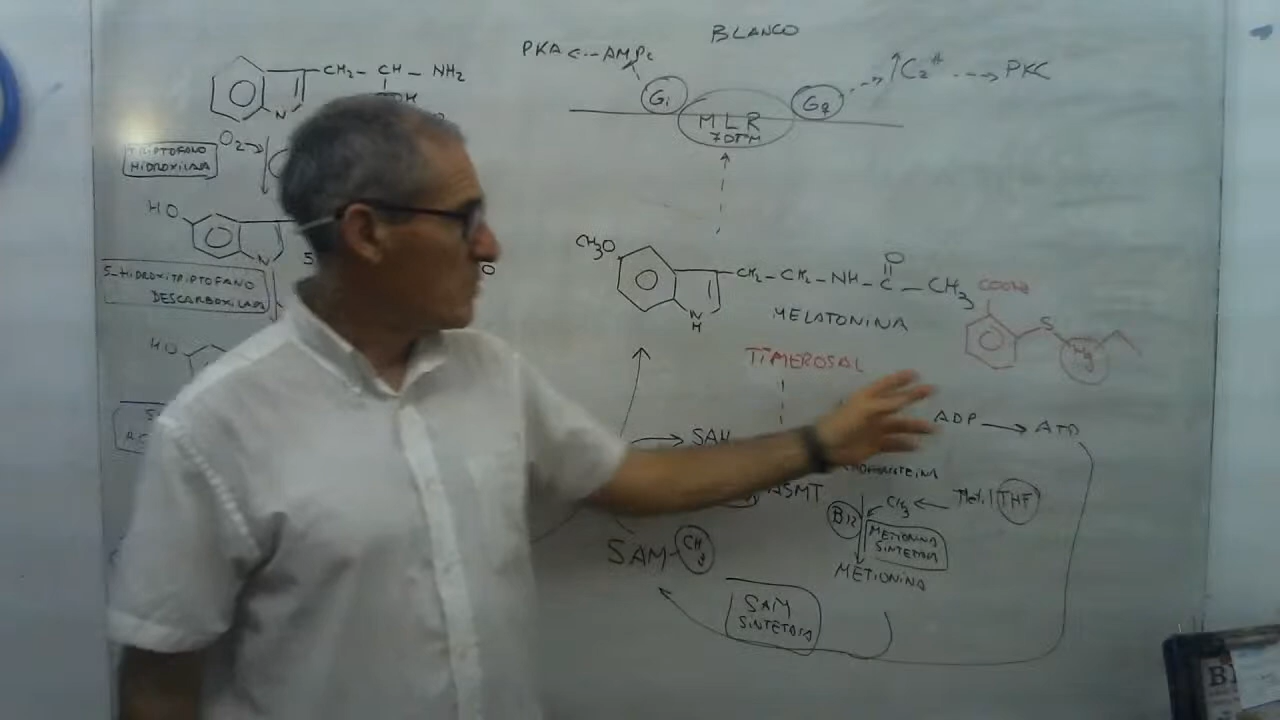 BLANCO
PKA <--- AMPc
Gi
Gq
↑Ca++ ---> PKC
MLR
7DTM
CH2 - CH - NH2
N
O2
TRIPTOFANO
HIDROXILASA
HO
N
5-HIDROXITRIPTOFANO
DESCARBOXILASA
HO
CH3O
CH2 - CH2 - NH - C - CH3
O
N
H
MELATONINA
COOH
S
Hg
TIMEROSAL
SAH
ADP → ATP
ASMT
CH3 ← Metil THF
B12
METIONINA
SINTETASA
METIONINA
SAM - CH3
SAM
SINTETASA